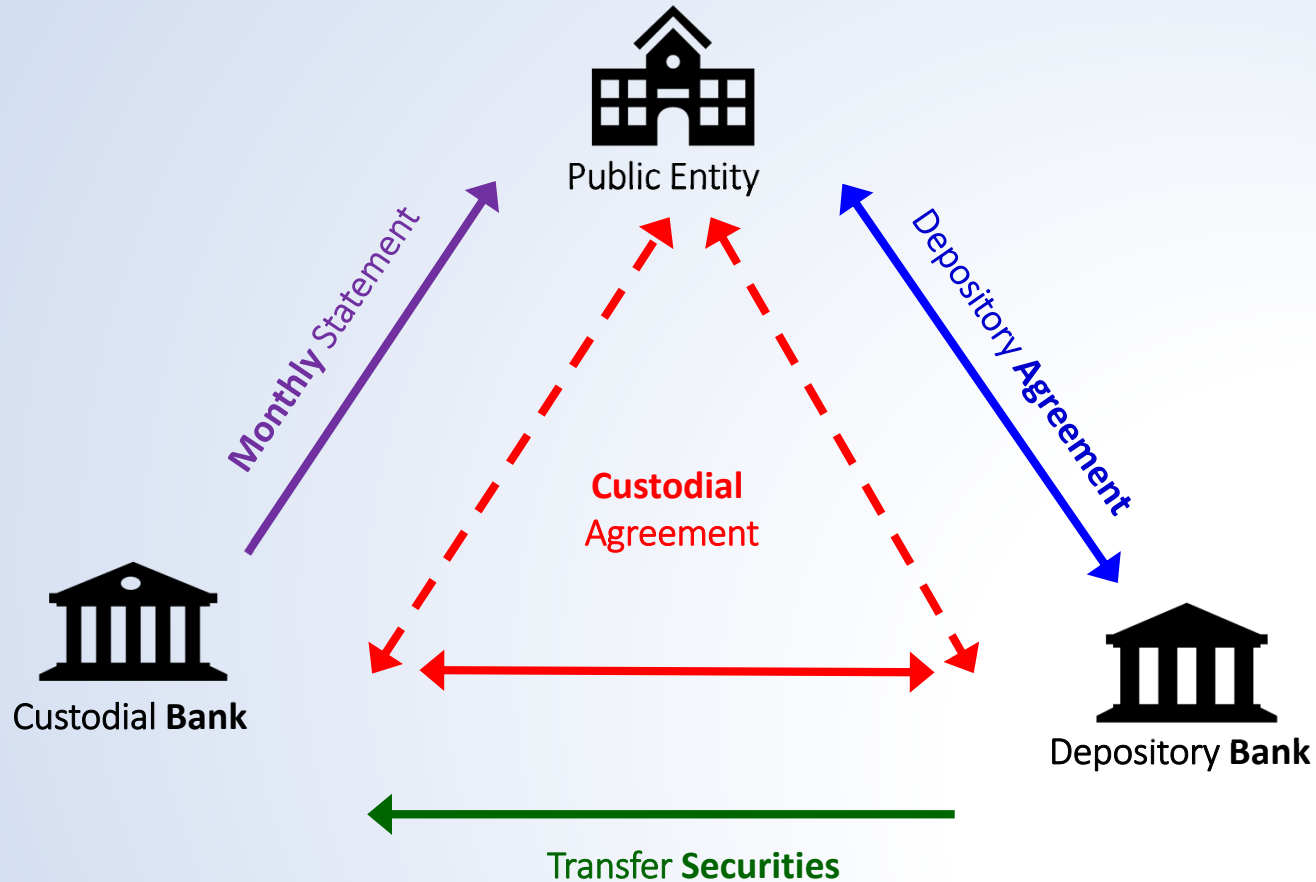 Public Entity
Monthly Statement
Depository Agreement
Custodial
Agreement
Custodial Bank
Depository Bank
Transfer Securities